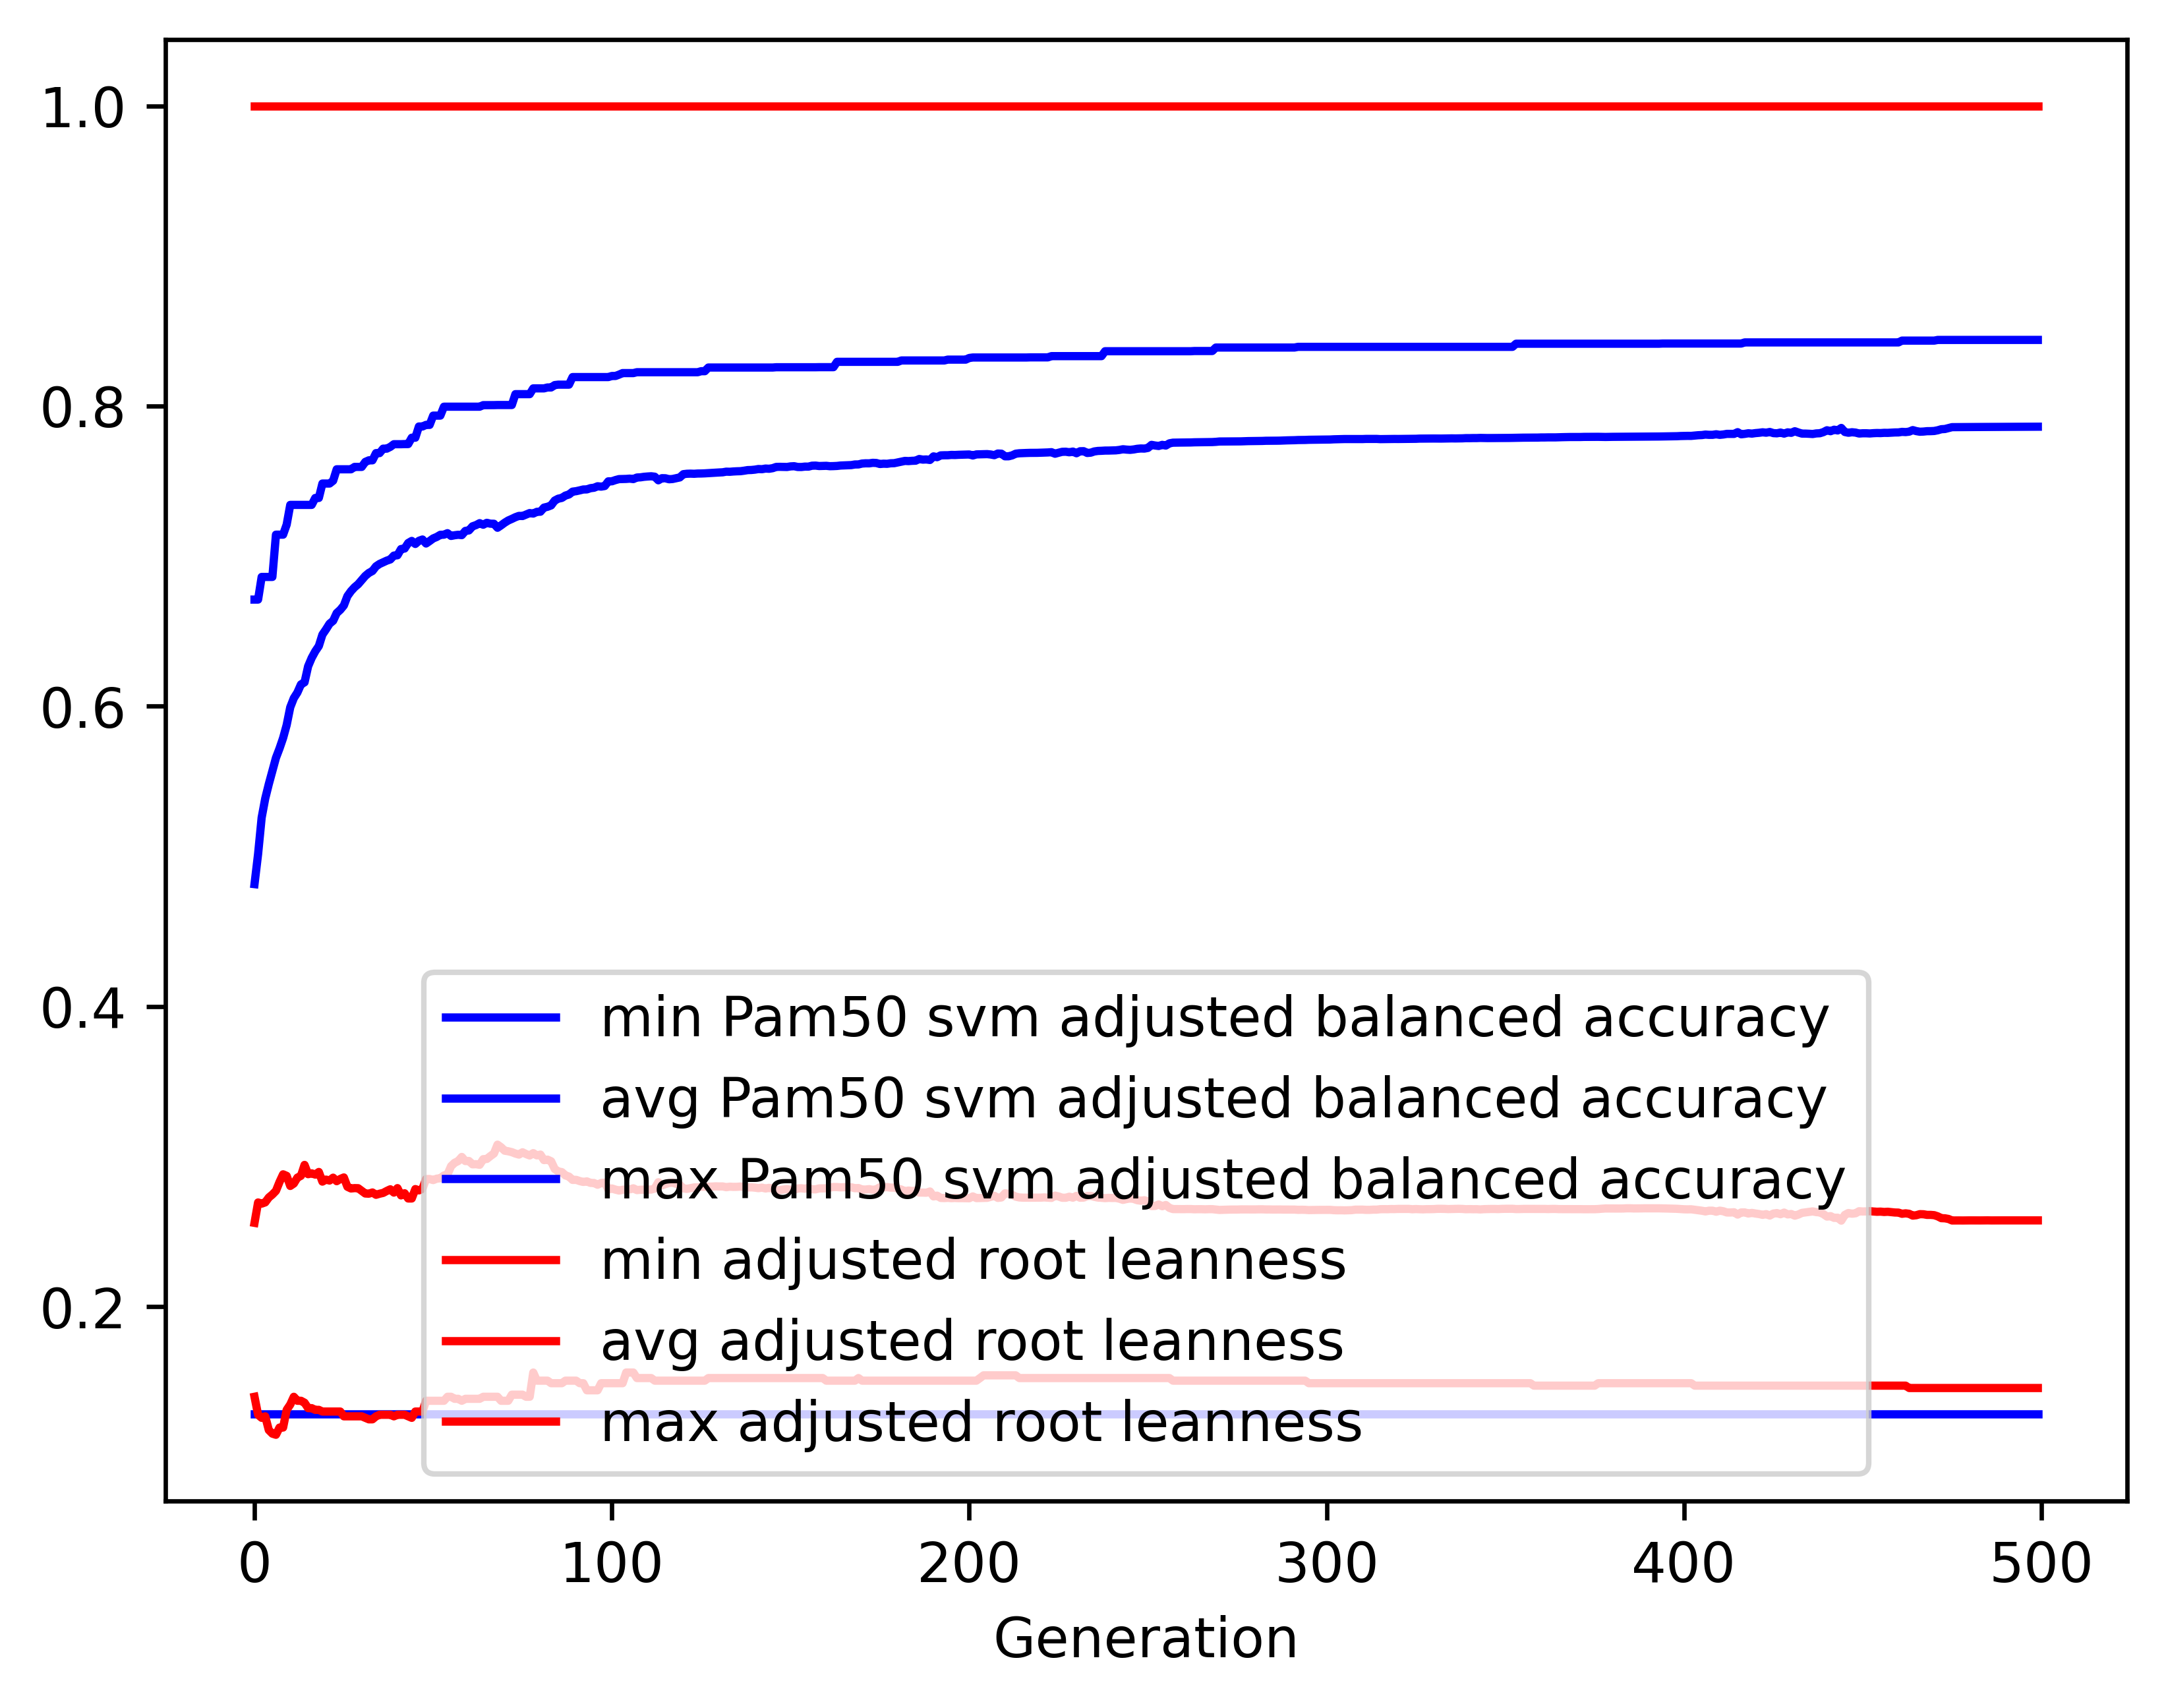 1.0
0.8
0.6
0.4
0.2
min Pam50 svm adjusted balanced accuracy
avg Pam50 svm adjusted balanced accuracy
max Pam50 svm adjusted balanced accuracy
min adjusted root leanness
avg adjusted root leanness
max adjusted root leanness
0 100 200 300 400 500
Generation